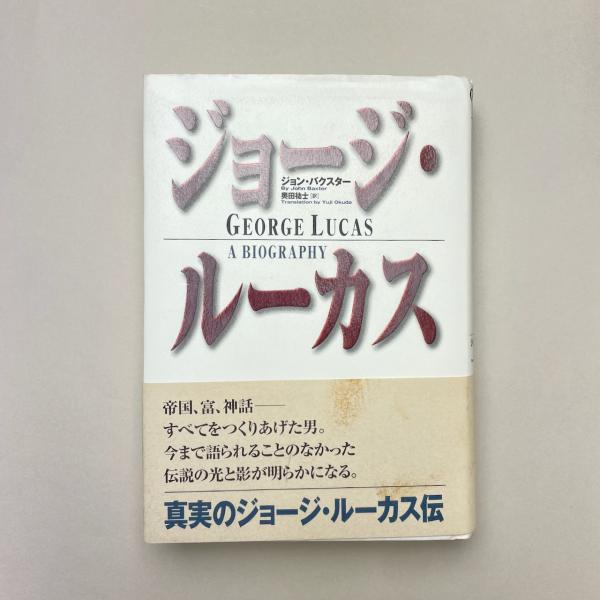 ジョージ・
ジョン・バクスター
By John Baxter
奥田祐士[訳]
Translation by Yuji Okuda
GEORGE LUCAS
A BIOGRAPHY
ルーカス
帝国、富、神話――
すべてをつくりあげた男。
今まで語られることのなかった
伝説の光と影が明らかになる。
真実のジョージ・ルーカス伝